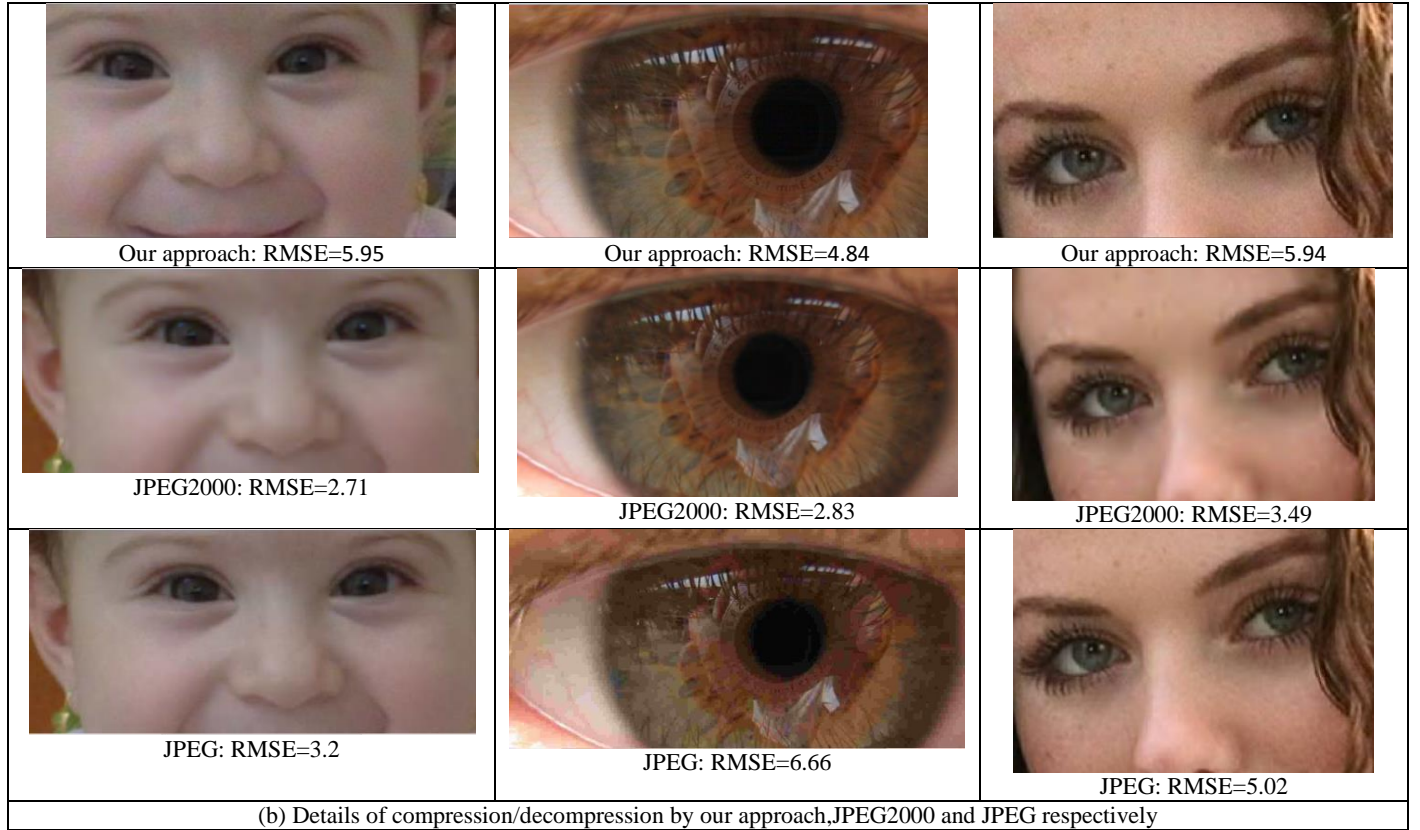 Our approach: RMSE=5.95
Our approach: RMSE=4.84
Our approach: RMSE=5.94
JPEG2000: RMSE=2.71
JPEG2000: RMSE=2.83
JPEG2000: RMSE=3.49
JPEG: RMSE=3.2
JPEG: RMSE=6.66
JPEG: RMSE=5.02
(b) Details of compression/decompression by our approach,JPEG2000 and JPEG respectively